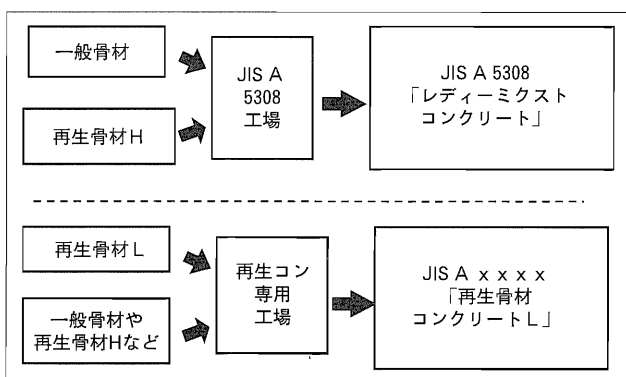 一般骨材
再生骨材H
JIS A
5308
工場
JIS A 5308
「レディーミクスト
コンクリート」
再生骨材L
一般骨材や
再生骨材Hなど
再生コン
専用
工場
JIS A x x x x
「再生骨材
コンクリートL」